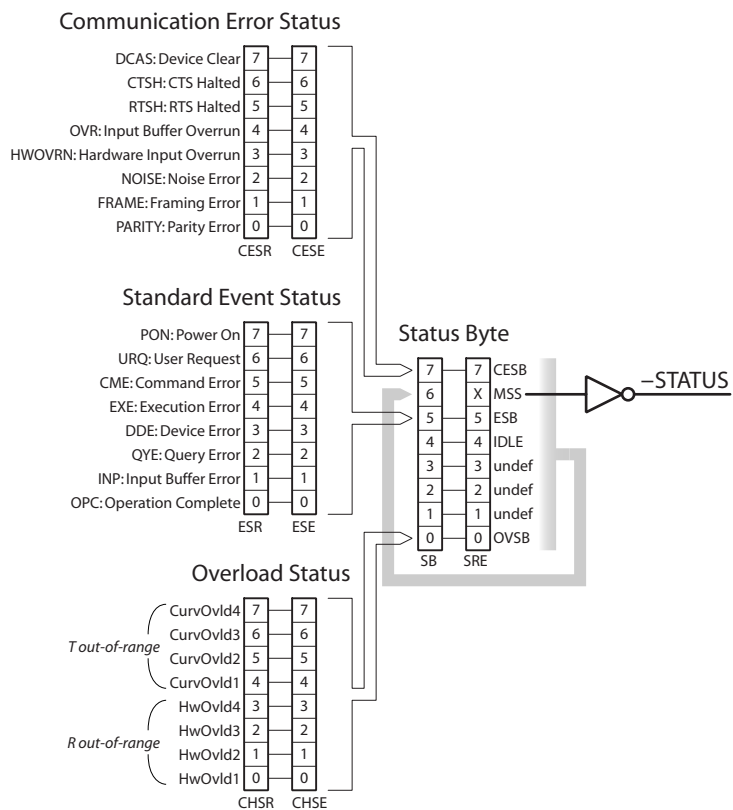 Communication Error Status
DCAS: Device Clear 7 7
CTSH: CTS Halted 6 6
RTSH: RTS Halted 5 5
OVR: Input Buffer Overrun 4 4
HWOVRN: Hardware Input Overrun 3 3
NOISE: Noise Error 2 2
FRAME: Framing Error 1 1
PARITY: Parity Error 0 0
CESR CESE
Standard Event Status
PON: Power On 7 7
URQ: User Request 6 6
CME: Command Error 5 5
EXE: Execution Error 4 4
DDE: Device Error 3 3
QYE: Query Error 2 2
INP: Input Buffer Error 1 1
OPC: Operation Complete 0 0
ESR ESE
Status Byte
7 7 CESB
6 X MSS
5 5 ESB
4 4 IDLE
3 3 undef
2 2 undef
1 1 undef
0 0 OVSB
SB SRE
–STATUS
Overload Status
CurvOvld4 7 7
CurvOvld3 6 6
CurvOvld2 5 5
CurvOvld1 4 4
T out-of-range
HwOvld4 3 3
HwOvld3 2 2
HwOvld2 1 1
HwOvld1 0 0
R out-of-range
CHSR CHSE